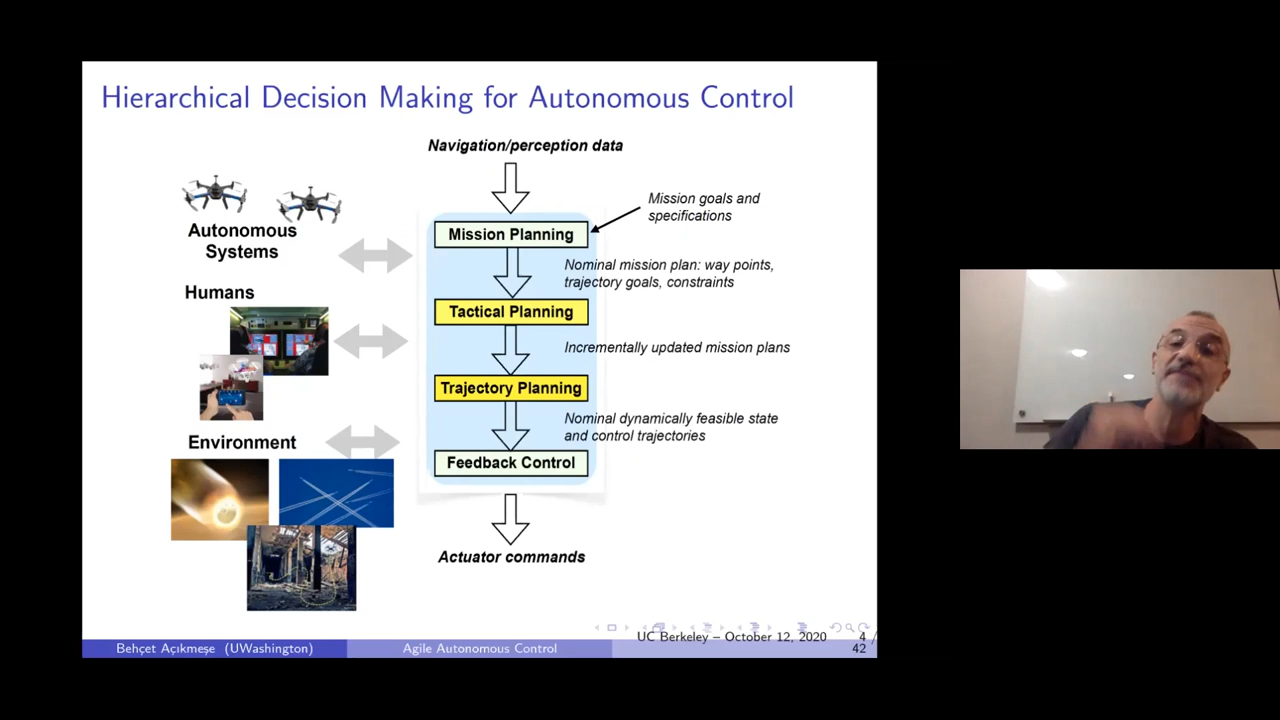 Hierarchical Decision Making for Autonomous Control
Navigation/perception data
Mission goals and
specifications
Autonomous
Systems
Mission Planning
Nominal mission plan: way points,
trajectory goals, constraints
Humans
Tactical Planning
Incrementally updated mission plans
Trajectory Planning
Nominal dynamically feasible state
and control trajectories
Environment
Feedback Control
Actuator commands
UC Berkeley – October 12, 2020 4 /
Behçet Açıkmeşe (UWashington) Agile Autonomous Control 42